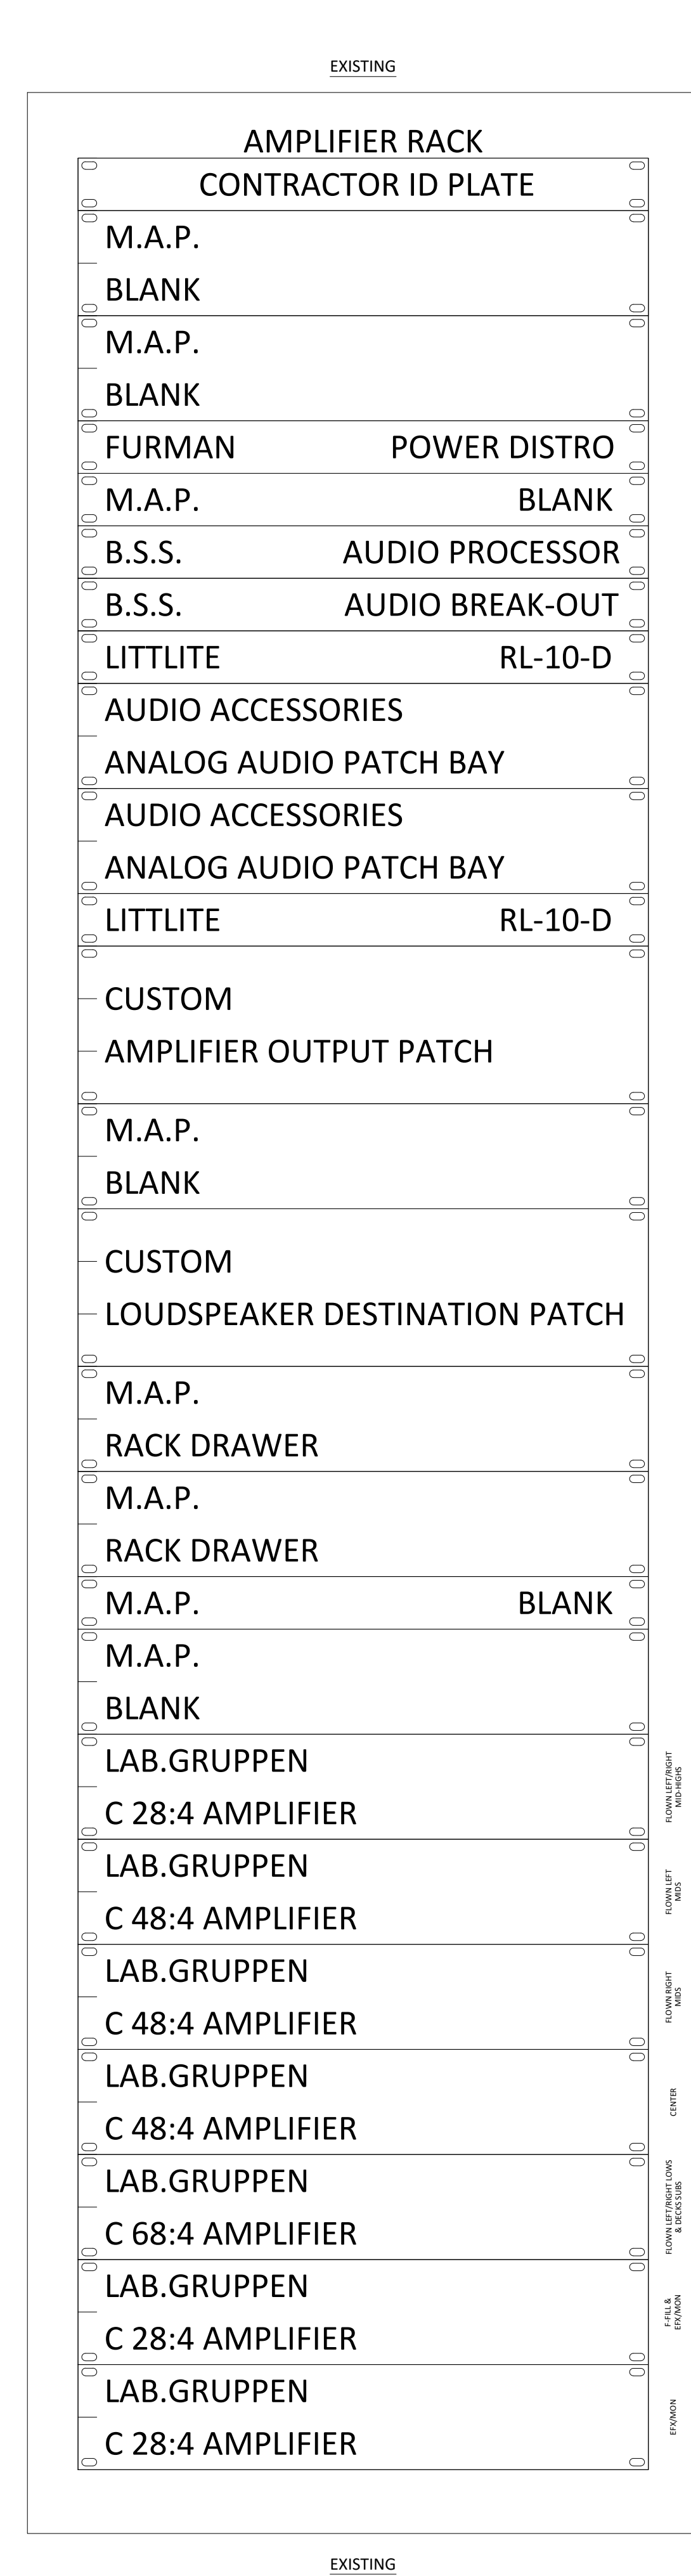 EXISTING
AMPLIFIER RACK
CONTRACTOR ID PLATE
M.A.P.
BLANK
M.A.P.
BLANK
FURMAN POWER DISTRO
M.A.P. BLANK
B.S.S. AUDIO PROCESSOR
B.S.S. AUDIO BREAK-OUT
LITTLITE RL-10-D
AUDIO ACCESSORIES
ANALOG AUDIO PATCH BAY
AUDIO ACCESSORIES
ANALOG AUDIO PATCH BAY
LITTLITE RL-10-D
CUSTOM
AMPLIFIER OUTPUT PATCH
M.A.P.
BLANK
CUSTOM
LOUDSPEAKER DESTINATION PATCH
M.A.P.
RACK DRAWER
M.A.P.
RACK DRAWER
M.A.P. BLANK
M.A.P.
BLANK
LAB.GRUPPEN
C 28:4 AMPLIFIER
FLOWN LEFT/RIGHT
MID-HIGHS
LAB.GRUPPEN
C 48:4 AMPLIFIER
FLOWN LEFT
MIDS
LAB.GRUPPEN
C 48:4 AMPLIFIER
FLOWN RIGHT
MIDS
LAB.GRUPPEN
C 48:4 AMPLIFIER
CENTER
LAB.GRUPPEN
C 68:4 AMPLIFIER
FLOWN LEFT/RIGHT LOWS
& DECKS SUBS
LAB.GRUPPEN
C 28:4 AMPLIFIER
F-FILL &
EFX/MON
LAB.GRUPPEN
C 28:4 AMPLIFIER
EFX/MON
EXISTING